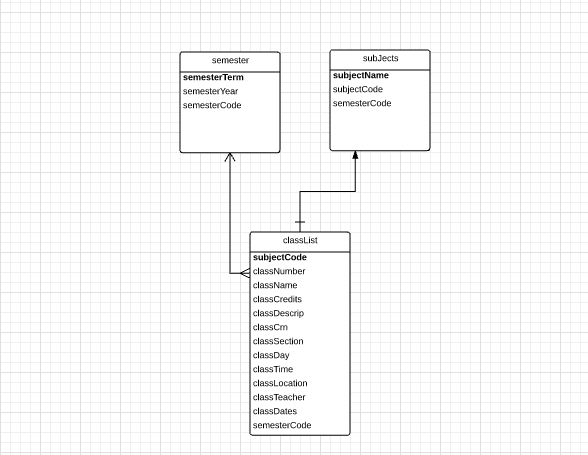 semester
semesterTerm
semesterYear
semesterCode
subJects
subjectName
subjectCode
semesterCode
classList
subjectCode
classNumber
className
classCredits
classDescrip
classCrn
classSection
classDay
classTime
classLocation
classTeacher
classDates
semesterCode